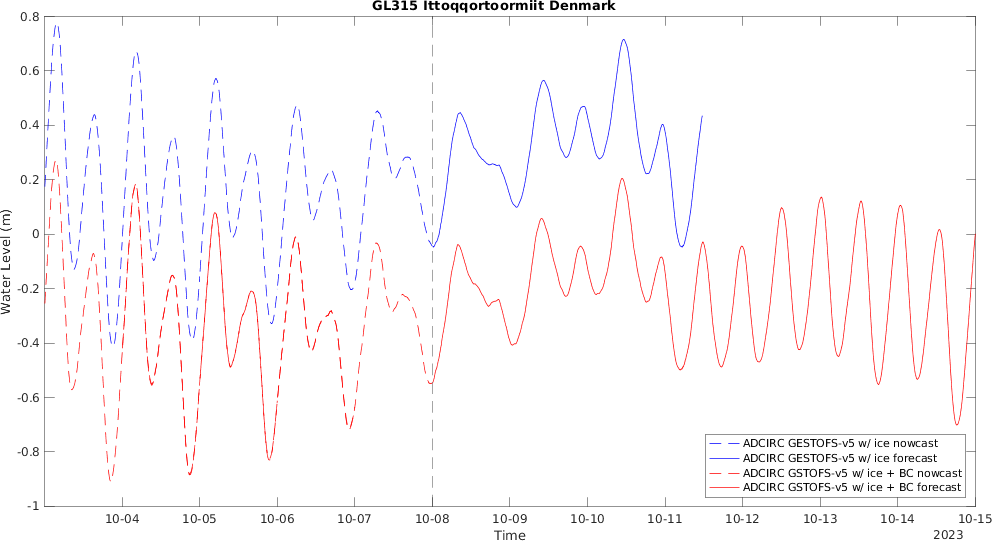 GL315 Ittoqqortoormiit Denmark
0.8
0.6
0.4
0.2
0
-0.2
-0.4
-0.6
-0.8
-1
Water Level (m)
ADCIRC GESTOFS-v5 w/ ice nowcast
ADCIRC GESTOFS-v5 w/ ice forecast
ADCIRC GSTOFS-v5 w/ ice + BC nowcast
ADCIRC GSTOFS-v5 w/ ice + BC forecast
10-04 10-05 10-06 10-07 10-08 10-09 10-10 10-11 10-12 10-13 10-14 10-15
Time
2023